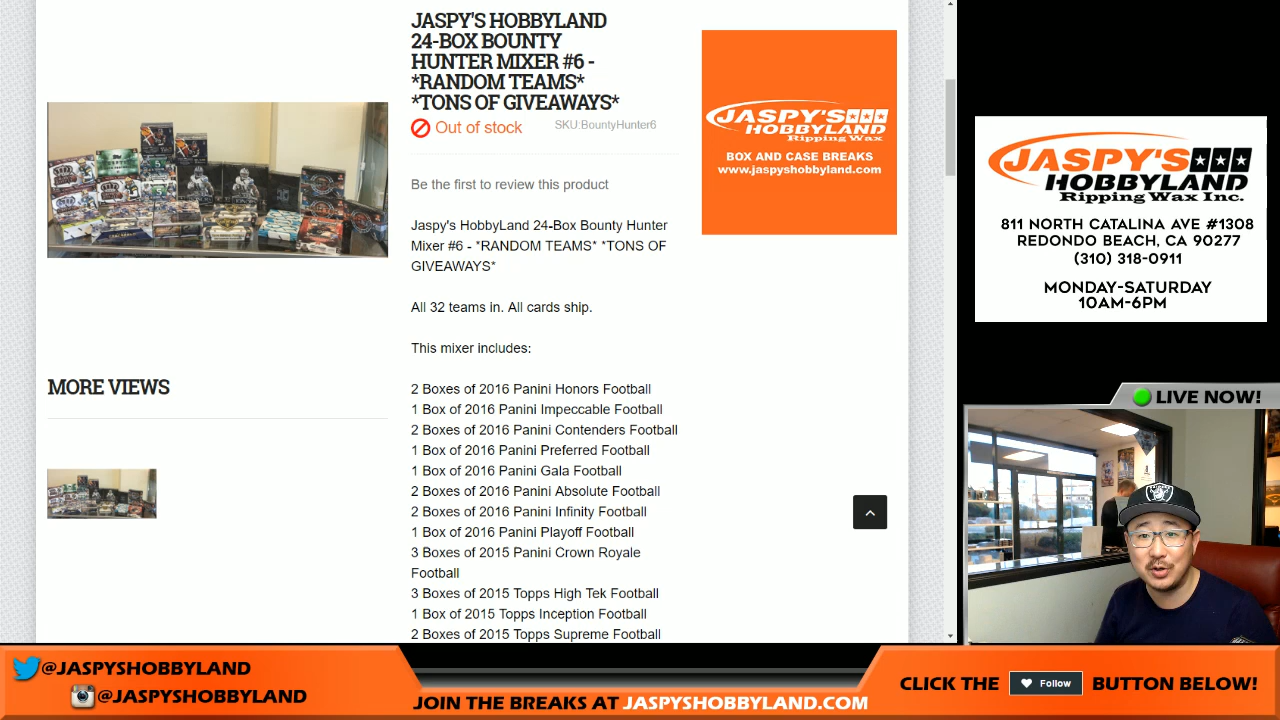 JASPY'S HOBBYLAND
24-BOX BOUNTY
HUNTER MIXER #6 -
*RANDOM TEAMS*
*TONS OF GIVEAWAYS*
Out of stock
SKU:BountyHunter6
Be the first to review this product
Jaspy's HobbyLand 24-Box Bounty Hunter
Mixer #6 - *RANDOM TEAMS* *TONS OF
GIVEAWAYS*
All 32 teams in. All cards ship.
This mixer includes:
2 Boxes of 2016 Panini Honors Football
1 Box of 2016 Panini Impeccable Football
2 Boxes of 2016 Panini Contenders Football
1 Box of 2016 Panini Preferred Football
1 Box of 2016 Panini Gala Football
2 Boxes of 2016 Panini Absolute Football
2 Boxes of 2016 Panini Infinity Football
1 Box of 2016 Panini Playoff Football
3 Boxes of 2015 Panini Crown Royale
Football
3 Boxes of 2015 Topps High Tek Football
1 Box of 2015 Topps Inception Football
2 Boxes of 2015 Topps Supreme Football
MORE VIEWS
JASPY'S
HOBBYLAND
Ripping Wax
BOX AND CASE BREAKS
www.jaspyshobbyland.com
JASPY'S
HOBBYLAND
Ripping Wax Inc.
811 NORTH CATALINA AVE #1308
REDONDO BEACH, CA 90277
(310) 318-0911
MONDAY-SATURDAY
10AM-6PM
LIVE NOW!
@JASPYSHOBBYLAND
@JASPYSHOBBYLAND
JOIN THE BREAKS AT JASPYSHOBBYLAND.COM
CLICK THE Follow BUTTON BELOW!